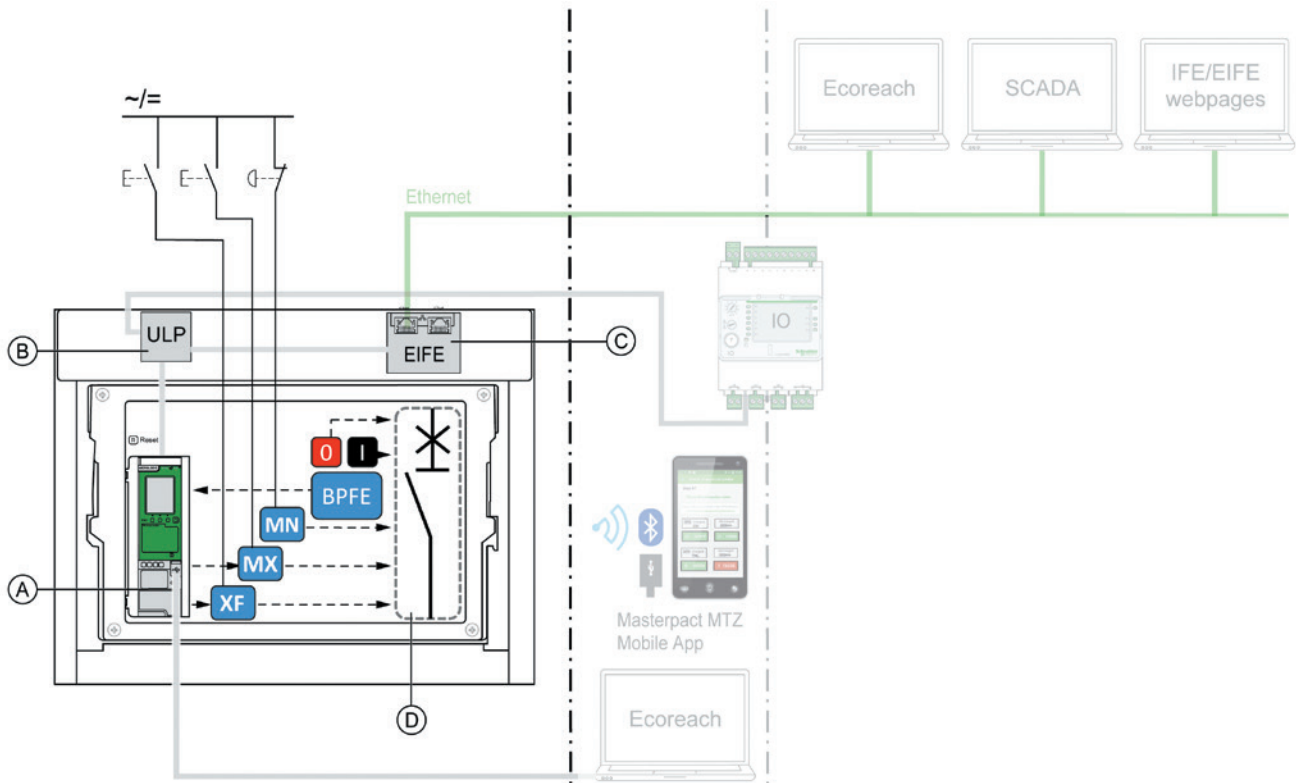 ~/=
Ecoreach
SCADA
IFE/EIFE
webpages
Ethernet
ULP
B
EIFE
C
IO
Reset
0
I
BPFE
MN
MX
A
XF
Masterpact MTZ
Mobile App
D
Ecoreach